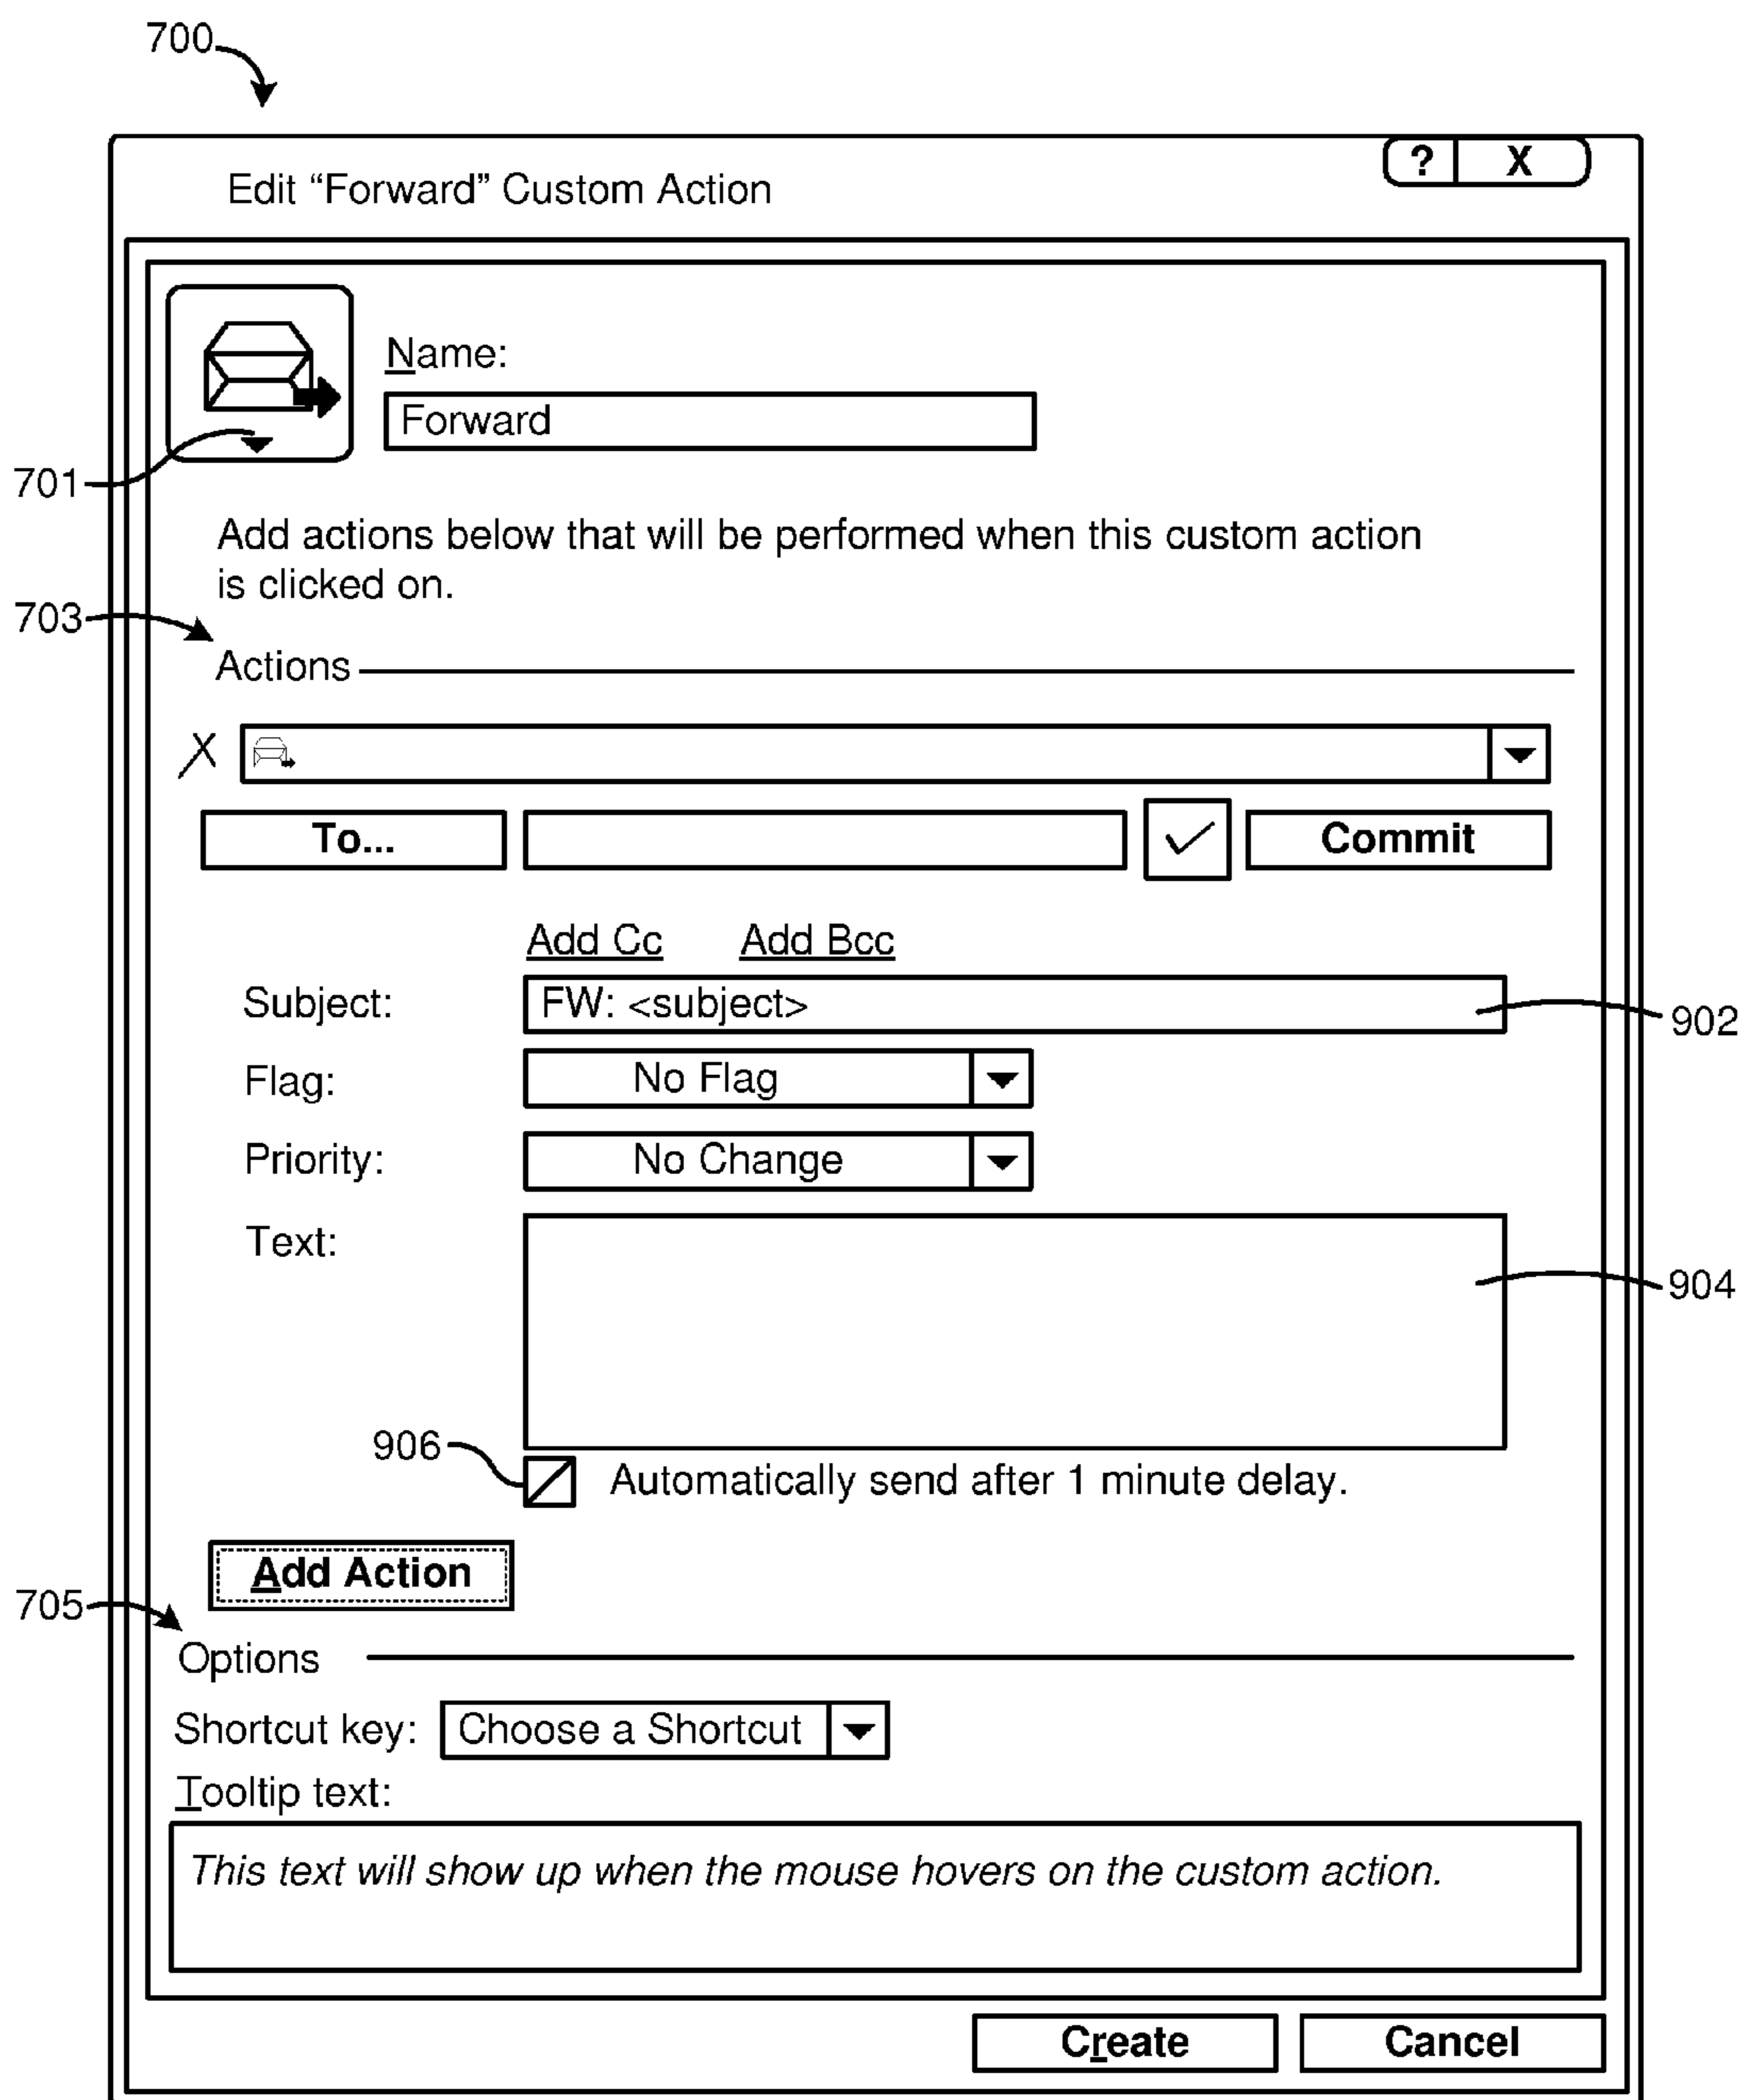 700
Edit “Forward” Custom Action
? X
Name:
Forward
701
Add actions below that will be performed when this custom action
is clicked on.
703
Actions
X
To... Commit
Add Cc Add Bcc
Subject: FW: <subject>
902
Flag: No Flag
Priority: No Change
Text:
904
906
Automatically send after 1 minute delay.
Add Action
705
Options
Shortcut key: Choose a Shortcut
Tooltip text:
This text will show up when the mouse hovers on the custom action.
Create Cancel